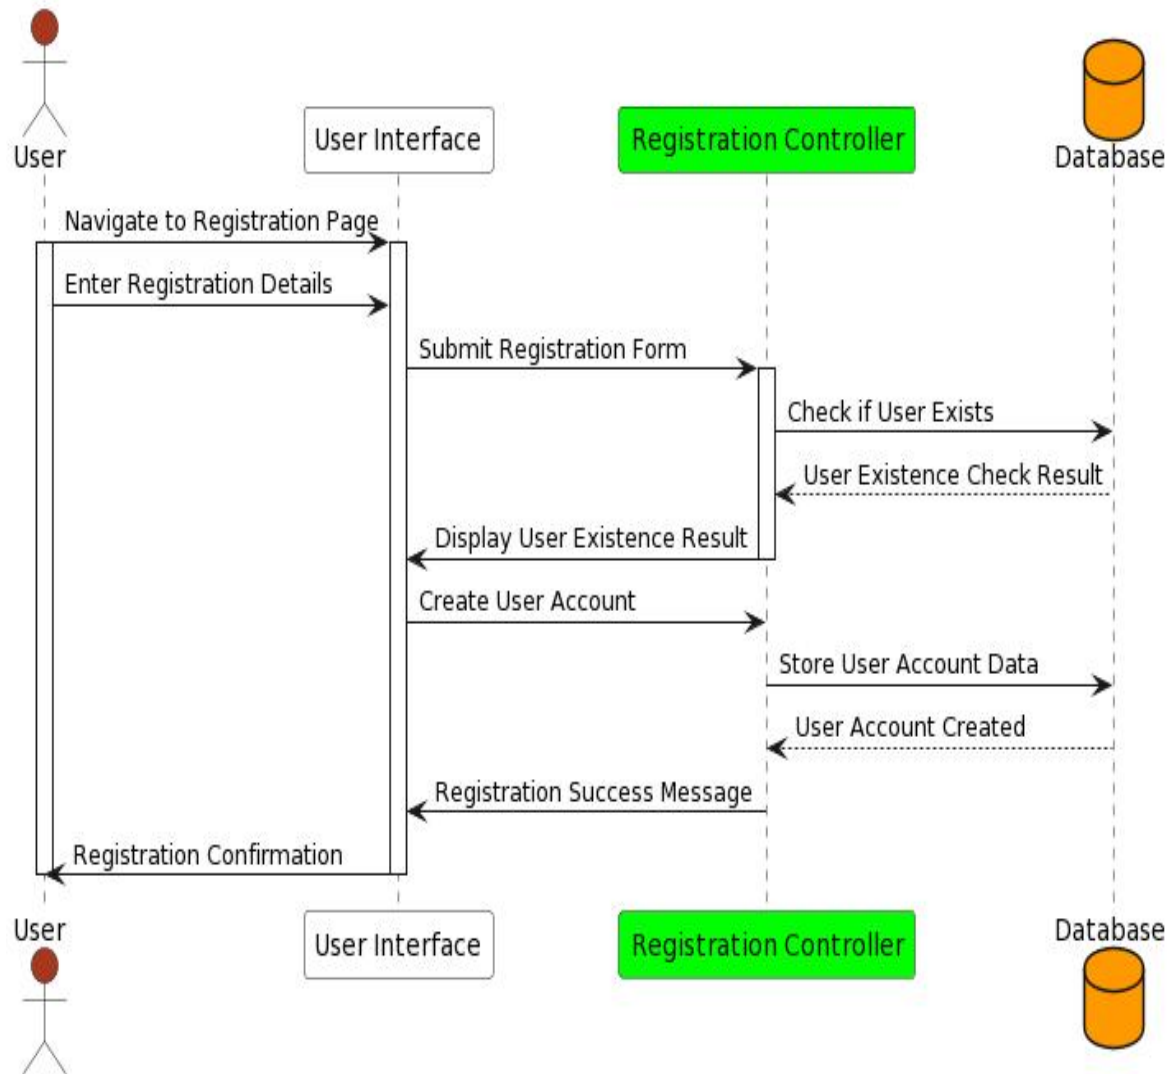 User
User Interface
Registration Controller
Database
Navigate to Registration Page
Enter Registration Details
Submit Registration Form
Check if User Exists
User Existence Check Result
Display User Existence Result
Create User Account
Store User Account Data
User Account Created
Registration Success Message
Registration Confirmation
User
User Interface
Registration Controller
Database